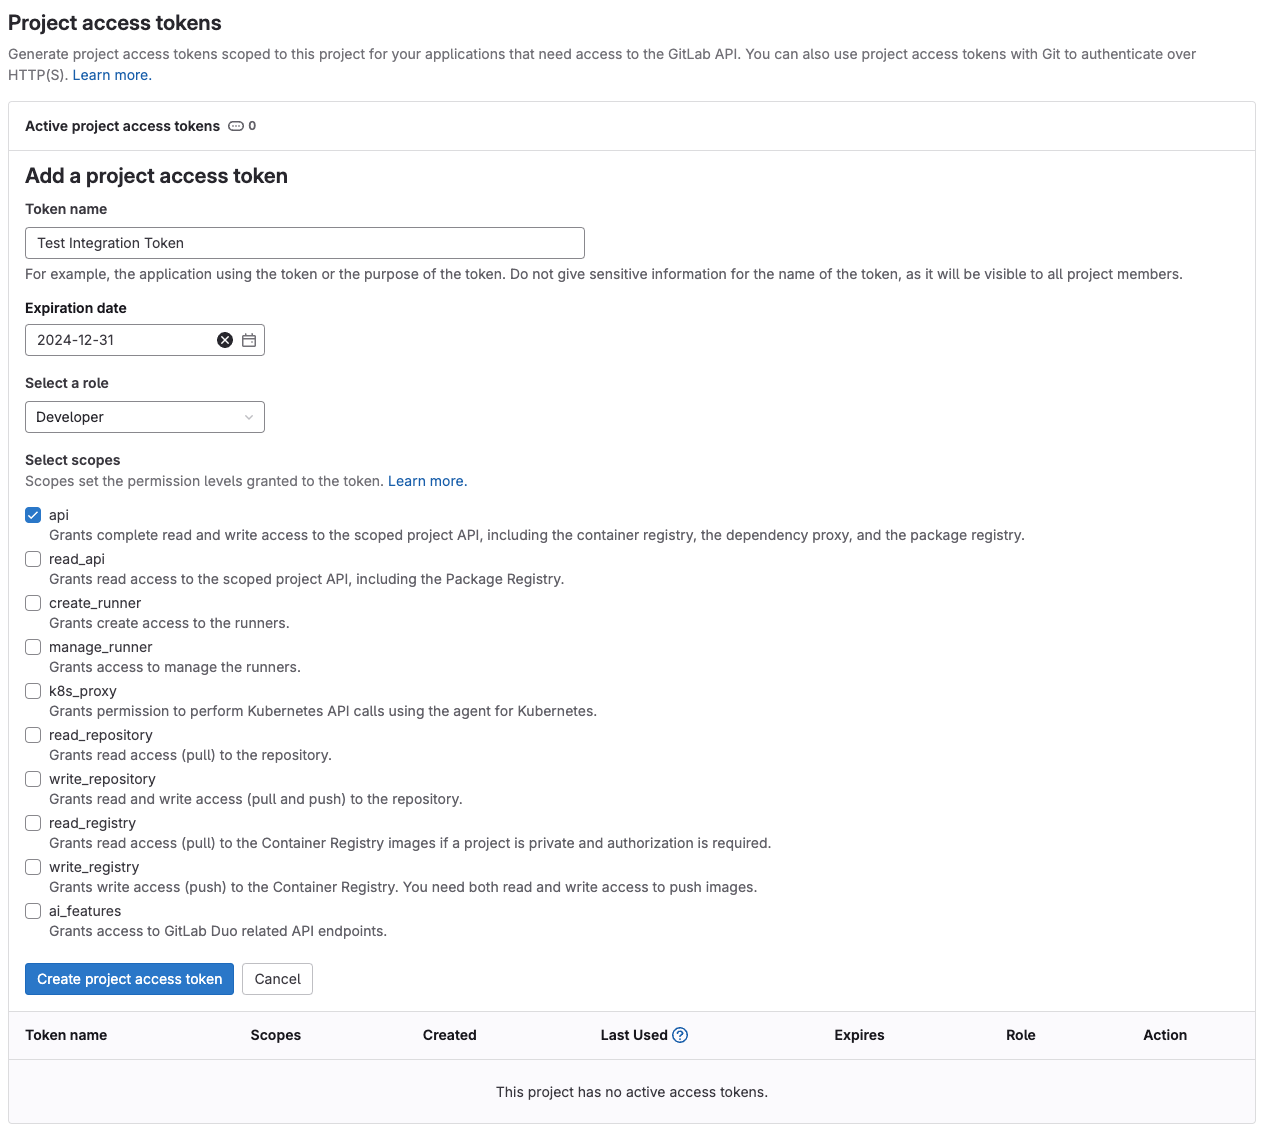 Project access tokens
Generate project access tokens scoped to this project for your applications that need access to the GitLab API. You can also use project access tokens with Git to authenticate over
HTTP(S). Learn more.
Active project access tokens 0
Add a project access token
Token name
Test Integration Token
For example, the application using the token or the purpose of the token. Do not give sensitive information for the name of the token, as it will be visible to all project members.
Expiration date
2024-12-31
Select a role
Developer
Select scopes
Scopes set the permission levels granted to the token. Learn more.
api
Grants complete read and write access to the scoped project API, including the container registry, the dependency proxy, and the package registry.
read_api
Grants read access to the scoped project API, including the Package Registry.
create_runner
Grants create access to the runners.
manage_runner
Grants access to manage the runners.
k8s_proxy
Grants permission to perform Kubernetes API calls using the agent for Kubernetes.
read_repository
Grants read access (pull) to the repository.
write_repository
Grants read and write access (pull and push) to the repository.
read_registry
Grants read access (pull) to the Container Registry images if a project is private and authorization is required.
write_registry
Grants write access (push) to the Container Registry. You need both read and write access to push images.
ai_features
Grants access to GitLab Duo related API endpoints.
Create project access token Cancel
Token name Scopes Created Last Used ? Expires Role Action
This project has no active access tokens.